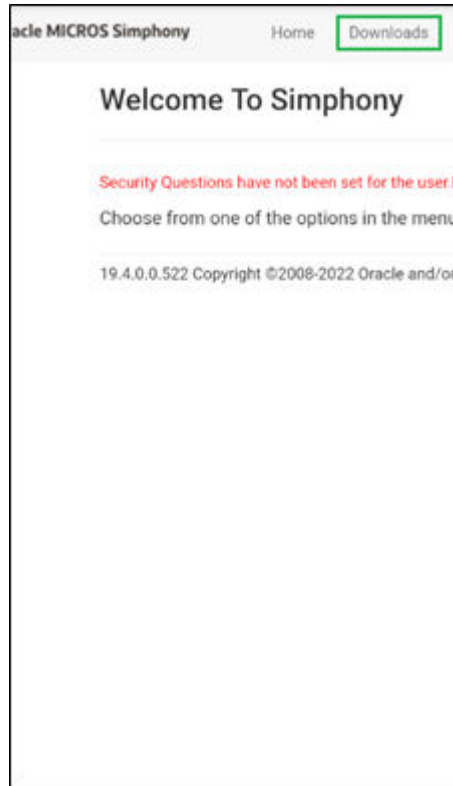 acle MICROS Simphony Home Downloads
Welcome To Simphony
Security Questions have not been set for the user
Choose from one of the options in the menu
19.4.0.0.522 Copyright ©2008-2022 Oracle and/or